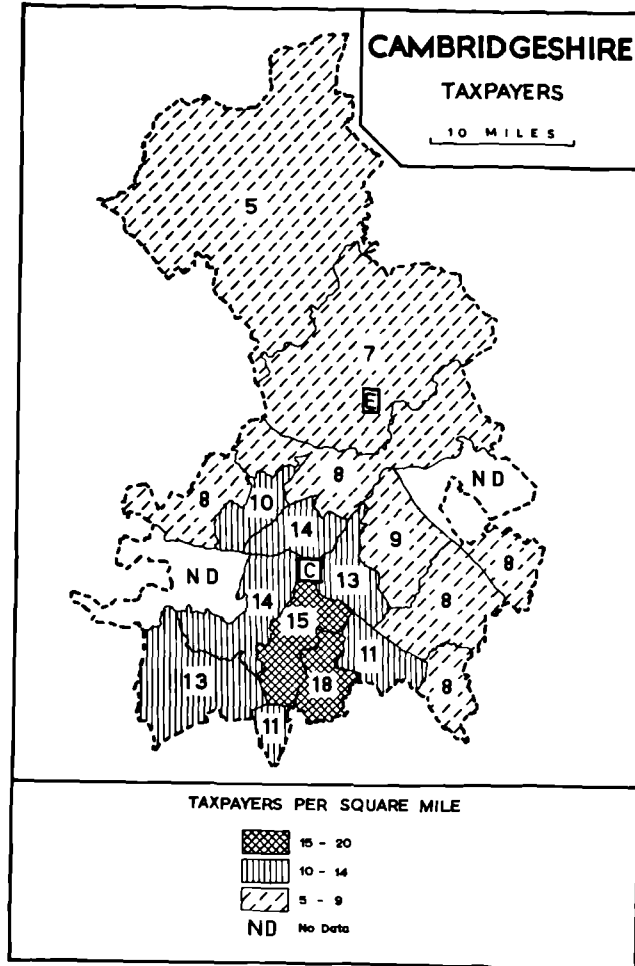 CAMBRIDGESHIRE
TAXPAYERS
10 MILES
5
7
E
8
ND
8
10
14
9
C
8
ND
13
14
8
15
11
13
18
8
11
TAXPAYERS PER SQUARE MILE
15 - 20
10 - 14
5 - 9
ND No Data